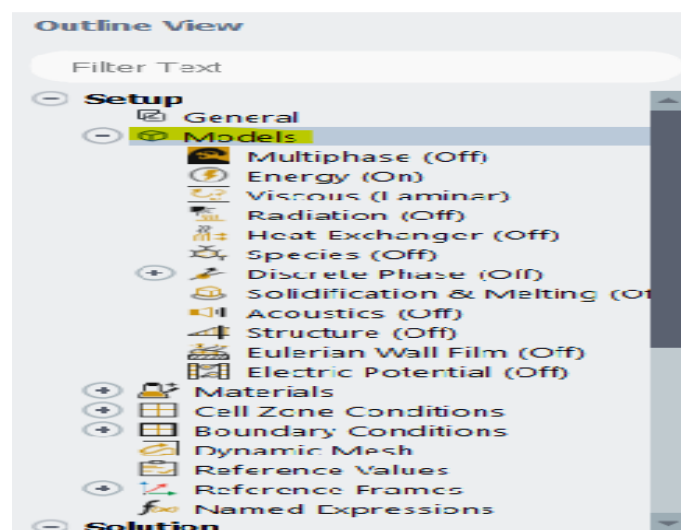 Outline View
Filter Text
Setup
General
Models
Multiphase (Off)
Energy (On)
Viscous (Laminar)
Radiation (Off)
Heat Exchanger (Off)
Species (Off)
Discrete Phase (Off)
Solidification & Melting (Of
Acoustics (Off)
Structure (Off)
Eulerian Wall Film (Off)
Electric Potential (Off)
Materials
Cell Zone Conditions
Boundary Conditions
Dynamic Mesh
Reference Values
Reference Frames
Named Expressions
Solution